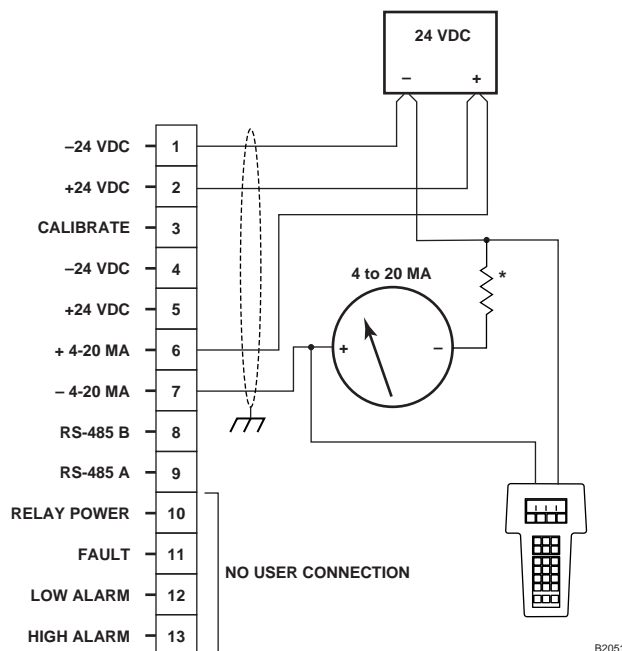 24 VDC
– +
–24 VDC 1
+24 VDC 2
CALIBRATE 3
–24 VDC 4
+24 VDC 5
+ 4-20 MA 6
– 4-20 MA 7
RS-485 B 8
RS-485 A 9
RELAY POWER 10
FAULT 11
LOW ALARM 12
HIGH ALARM 13
4 to 20 MA
*
+ –
NO USER CONNECTION